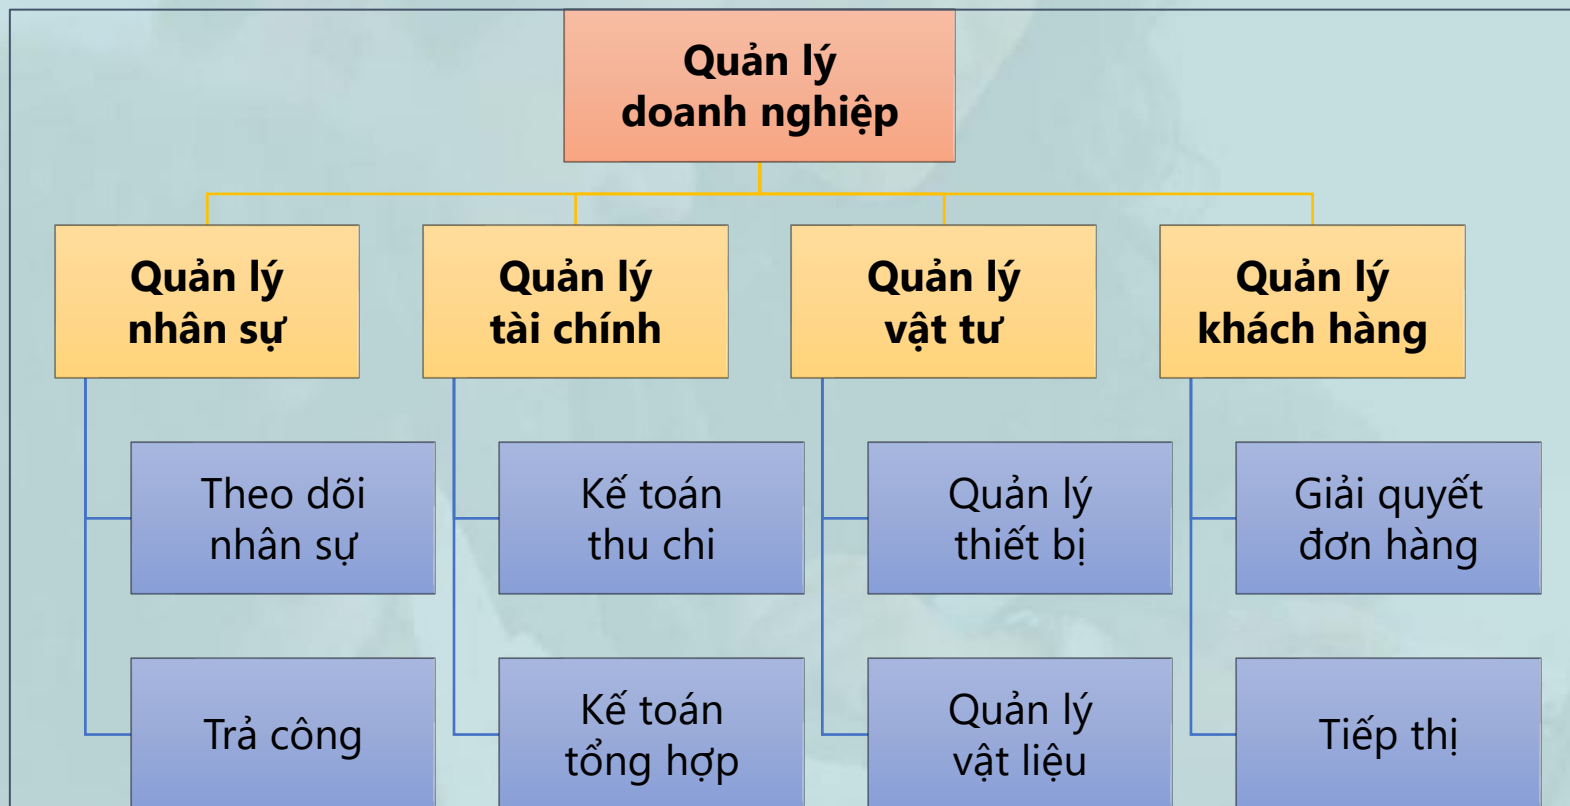 Quản lý
doanh nghiệp
Quản lý
nhân sự
Quản lý
tài chính
Quản lý
vật tư
Quản lý
khách hàng
Theo dõi
nhân sự
Kế toán
thu chi
Quản lý
thiết bị
Giải quyết
đơn hàng
Trả công
Kế toán
tổng hợp
Quản lý
vật liệu
Tiếp thị